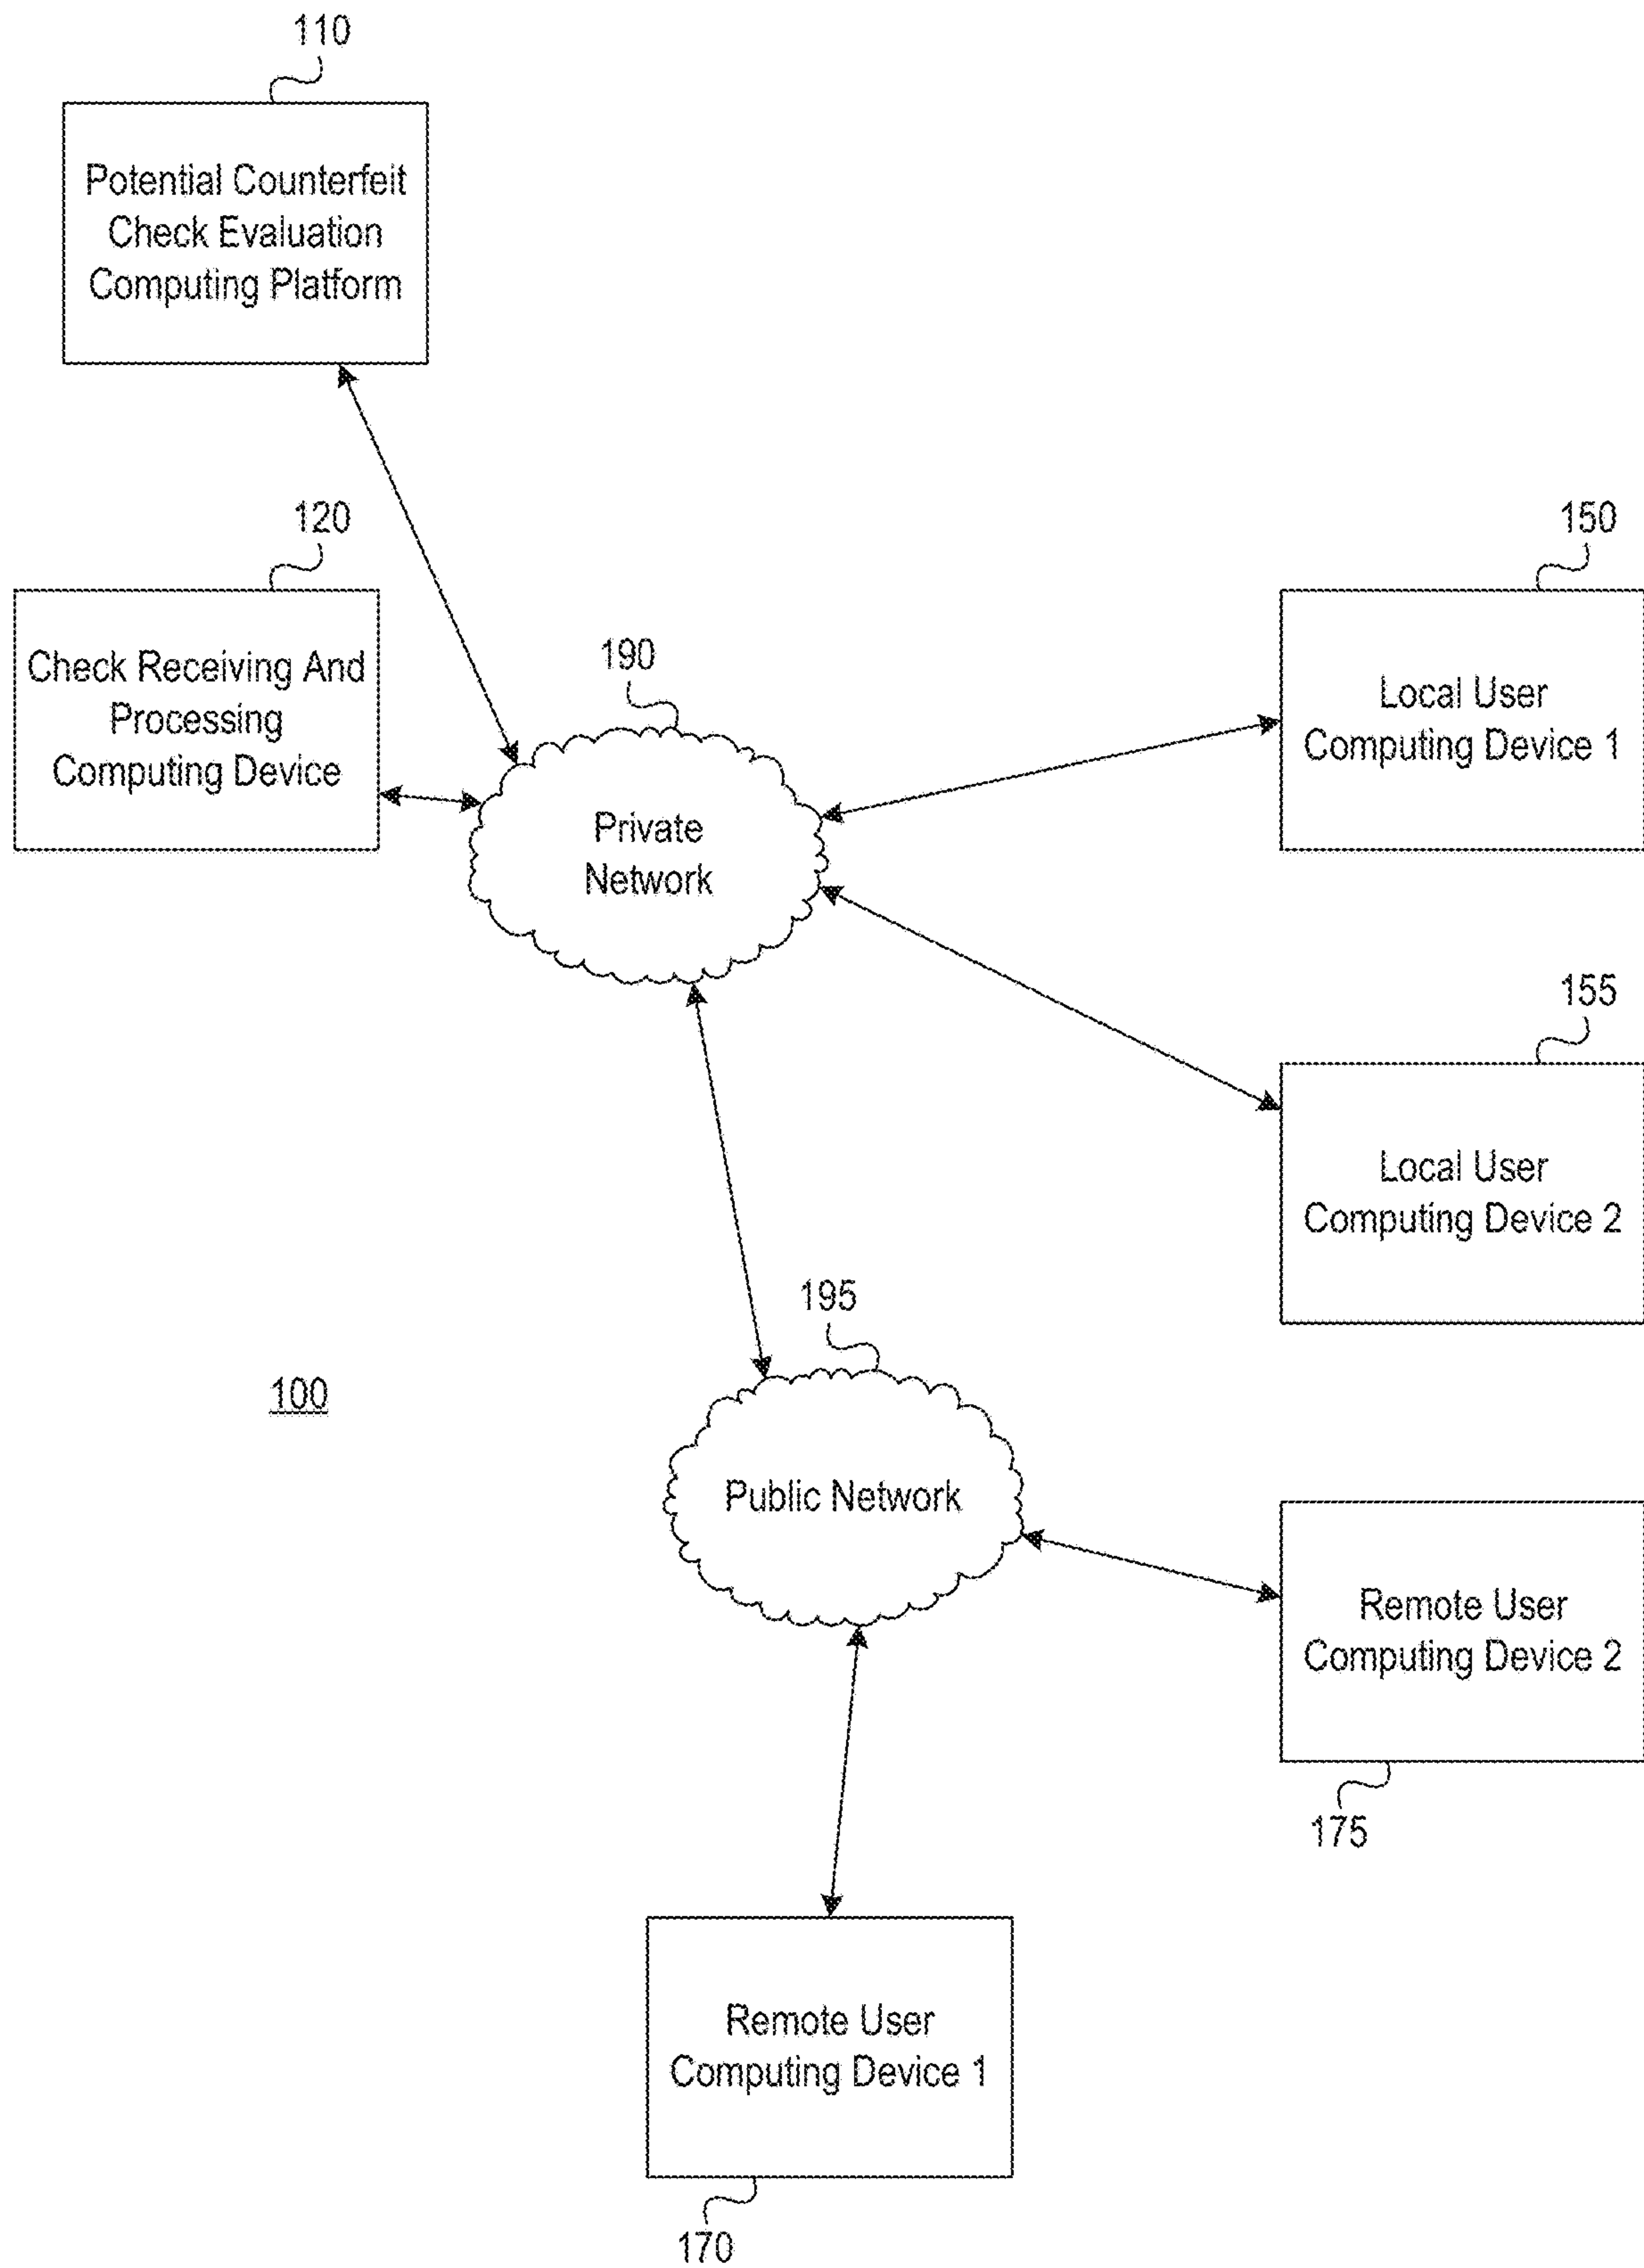 110
Potential Counterfeit
Check Evaluation
Computing Platform
120
Check Receiving And
Processing
Computing Device
190
Private
Network
150
Local User
Computing Device 1
155
Local User
Computing Device 2
195
Public Network
100
Remote User
Computing Device 2
175
Remote User
Computing Device 1
170